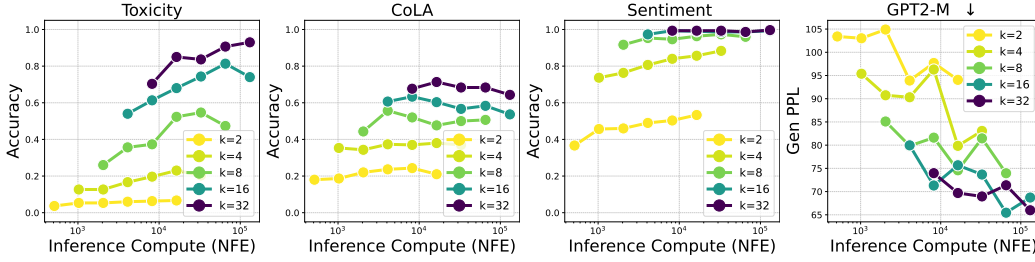 Toxicity
1.0
0.8
0.6
0.4
0.2
0.0
Accuracy
k=2
k=4
k=8
k=16
k=32
10³
10⁴
10⁵
Inference Compute (NFE)
CoLA
1.0
0.8
0.6
0.4
0.2
0.0
Accuracy
k=2
k=4
k=8
k=16
k=32
10³
10⁴
10⁵
Inference Compute (NFE)
Sentiment
1.0
0.8
0.6
0.4
0.2
0.0
Accuracy
k=2
k=4
k=8
k=16
k=32
10³
10⁴
10⁵
Inference Compute (NFE)
GPT2-M ↓
105
100
95
90
85
80
75
70
65
Gen PPL
k=2
k=4
k=8
k=16
k=32
10³
10⁴
10⁵
Inference Compute (NFE)